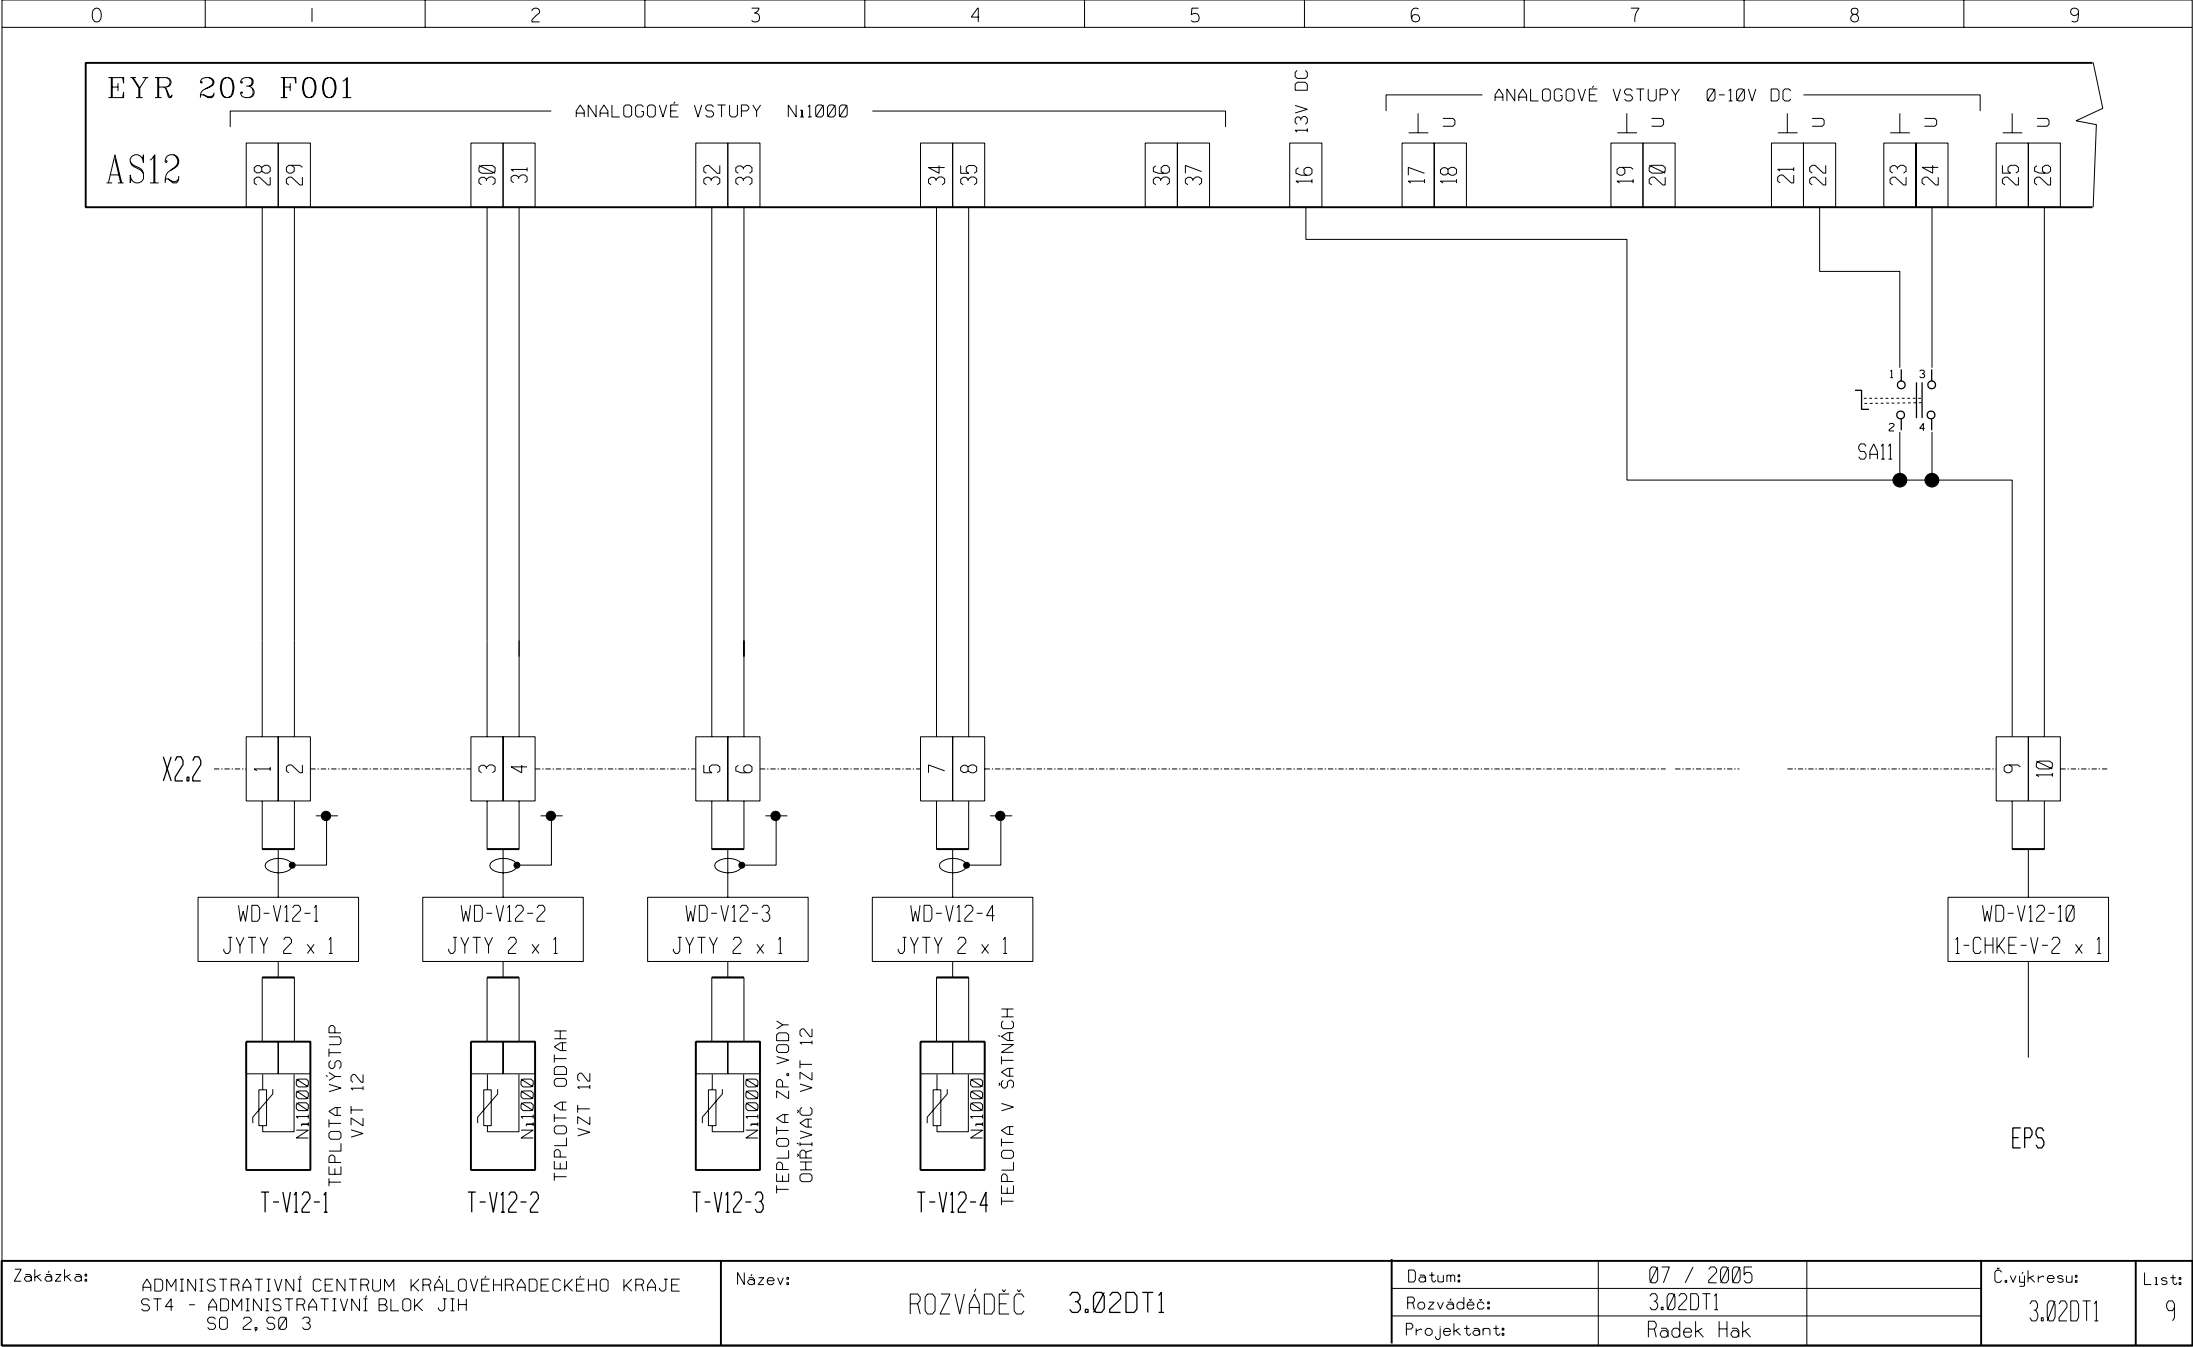 0 1 2 3 4 5 6 7 8 9
EYR 203 F001
ANALOGOVÉ VSTUPY Ni1000
13V DC
ANALOGOVÉ VSTUPY Ø-1ØV DC
U U U U U
AS12
28 29 30 31 32 33 34 35 36 37 16 17 18 19 20 21 22 23 24 25 26
1 3
2 4
SA11
X2.2 1 2 3 4 5 6 7 8 9 10
WD-V12-1
JYTY 2 x 1
WD-V12-2
JYTY 2 x 1
WD-V12-3
JYTY 2 x 1
WD-V12-4
JYTY 2 x 1
WD-V12-10
1-CHKE-V-2 x 1
Ni1000
TEPLOTA VÝSTUP
VZT 12
Ni1000
TEPLOTA ODTAH
VZT 12
Ni1000
TEPLOTA ZP.VODY
OHŘÍVAČ VZT 12
Ni1000
TEPLOTA V ŠATNÁCH
EPS
T-V12-1
T-V12-2
T-V12-3
T-V12-4
Zakázka:
ADMINISTRATIVNÍ CENTRUM KRÁLOVÉHRADECKÉHO KRAJE
ST4 - ADMINISTRATIVNÍ BLOK JIH
SO 2, SØ 3
Název:
ROZVÁDĚČ 3.02DT1
Datum: 07 / 2005
Rozváděč: 3.02DT1
Projektant: Radek Hak
Č.výkresu:
3.02DT1
List:
9